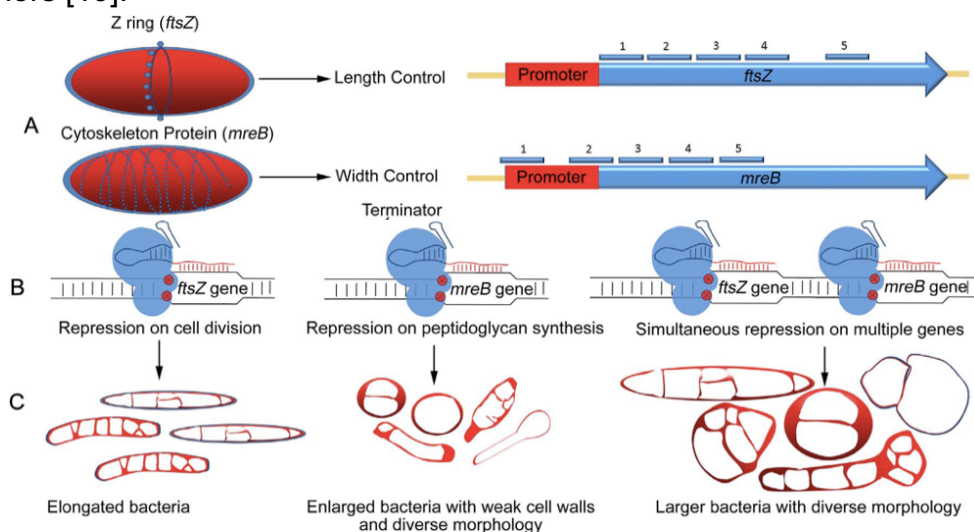 Z ring (ftsZ)
1 2 3 4 5
Length Control
Promoter ftsZ
A
Cytoskeleton Protein (mreB)
1 2 3 4 5
Width Control
Promoter mreB
Terminator
B
ftsZ gene mreB gene ftsZ gene mreB gene
Repression on cell division Repression on peptidoglycan synthesis Simultaneous repression on multiple genes
C
Elongated bacteria Enlarged bacteria with weak cell walls Larger bacteria with diverse morphology
and diverse morphology